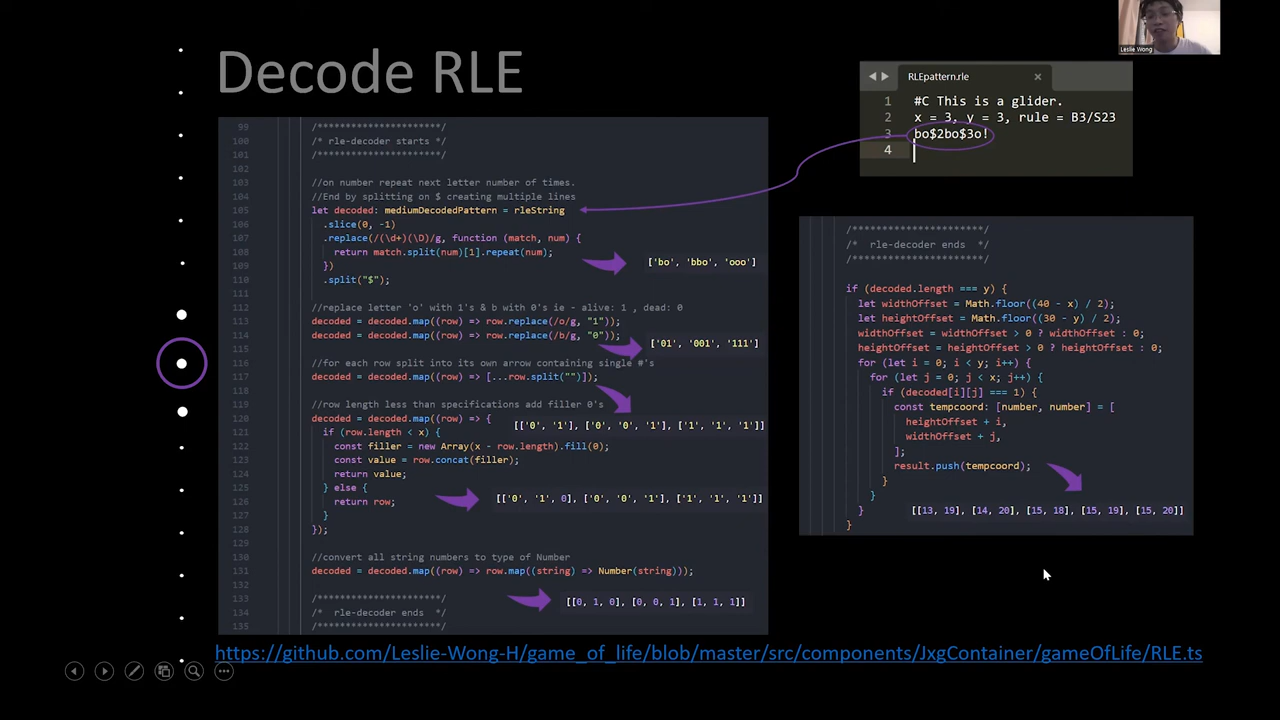 Decode RLE
Leslie Wong
RLEpattern.rle
1 #C This is a glider.
2 x = 3, y = 3, rule = B3/S23
3 bo$2bo$3o!
4
99 /*********************/
100 /* rle-decoder starts */
101 /*********************/
102
103 //on number repeat next letter number of times.
104 //End by splitting on $ creating multiple lines
105 let decoded: mediumDecodedPattern = rleString
106 .slice(0, -1)
107 .replace(/(\d+)(\D)/g, function (match, num) {
108 return match.split(num)[1].repeat(num);
['bo', 'bbo', 'ooo']
109 })
110 .split("$");
111
112 //replace letter 'o' with 1's & b with 0's ie - alive: 1 , dead: 0
113 decoded = decoded.map((row) => row.replace(/o/g, "1"));
114 decoded = decoded.map((row) => row.replace(/b/g, "0"));
['01', '001', '111']
115
116 //for each row split into its own arrow containing single #'s
117 decoded = decoded.map((row) => [...row.split("")]);
118
119 //row length less than specifications add filler 0's
120 decoded = decoded.map((row) => {
[['0', '1'], ['0', '0', '1'], ['1', '1', '1']]
121 if (row.length < x) {
122 const filler = new Array(x - row.length).fill(0);
123 const value = row.concat(filler);
124 return value;
125 } else {
[['0', '1', 0], ['0', '0', '1'], ['1', '1', '1']]
126 return row;
127 }
128 });
129
130 //convert all string numbers to type of Number
131 decoded = decoded.map((row) => row.map((string) => Number(string)));
132
133 /*********************/
[[0, 1, 0], [0, 0, 1], [1, 1, 1]]
134 /* rle-decoder ends */
135 /*********************/
/*********************/
/* rle-decoder ends */
/*********************/
if (decoded.length === y) {
let widthOffset = Math.floor((40 - x) / 2);
let heightOffset = Math.floor((30 - y) / 2);
widthOffset = widthOffset > 0 ? widthOffset : 0;
heightOffset = heightOffset > 0 ? heightOffset : 0;
for (let i = 0; i < y; i++) {
for (let j = 0; j < x; j++) {
if (decoded[i][j] === 1) {
const tempcoord: [number, number] = [
heightOffset + i,
widthOffset + j,
];
result.push(tempcoord);
}
}
}
[[13, 19], [14, 20], [15, 18], [15, 19], [15, 20]]
}
https://github.com/Leslie-Wong-H/game_of_life/blob/master/src/components/JxgContainer/gameOfLife/RLE.ts